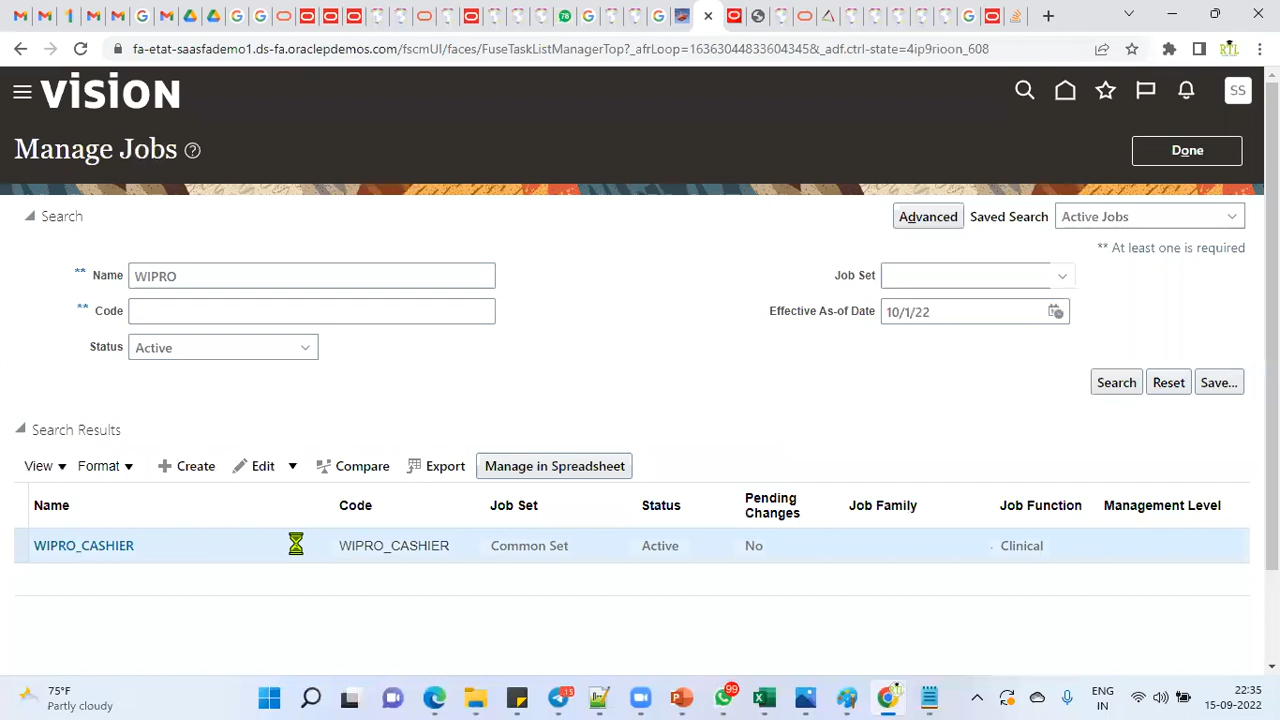 fa-etat-saasfademo1.ds-fa.oraclepdemos.com/fscmUI/faces/FuseTaskListManagerTop?_afrLoop=16363044833604345&_adf.ctrl-state=4ip9rioon_608
RTL
VISION
SS
Manage Jobs
Done
Search
Advanced Saved Search Active Jobs
** At least one is required
** Name WIPRO
Job Set
** Code
Effective As-of Date 10/1/22
Status Active
Search Reset Save...
Search Results
View Format Create Edit Compare Export Manage in Spreadsheet
Name Code Job Set Status Pending Changes Job Family Job Function Management Level
WIPRO_CASHIER WIPRO_CASHIER Common Set Active No Clinical
75°F
Partly cloudy
99
ENG
IN
22:35
15-09-2022